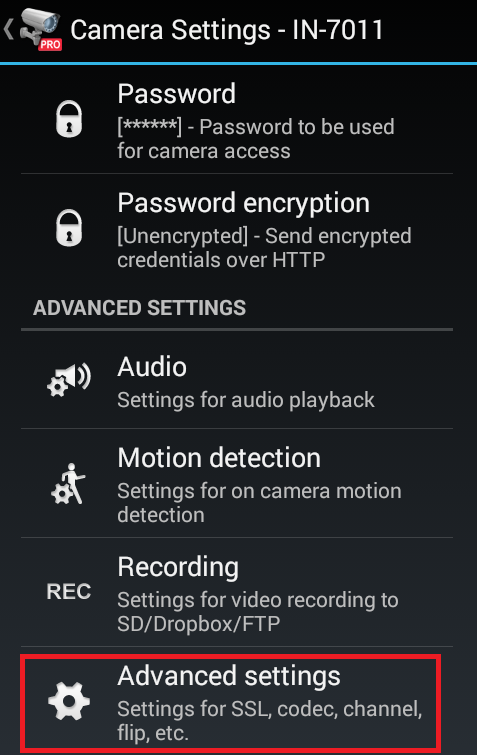 PRO
Camera Settings - IN-7011
Password
[******] - Password to be used
for camera access
Password encryption
[Unencrypted] - Send encrypted
credentials over HTTP
ADVANCED SETTINGS
Audio
Settings for audio playback
Motion detection
Settings for on camera motion
detection
REC
Recording
Settings for video recording to
SD/Dropbox/FTP
Advanced settings
Settings for SSL, codec, channel,
flip, etc.